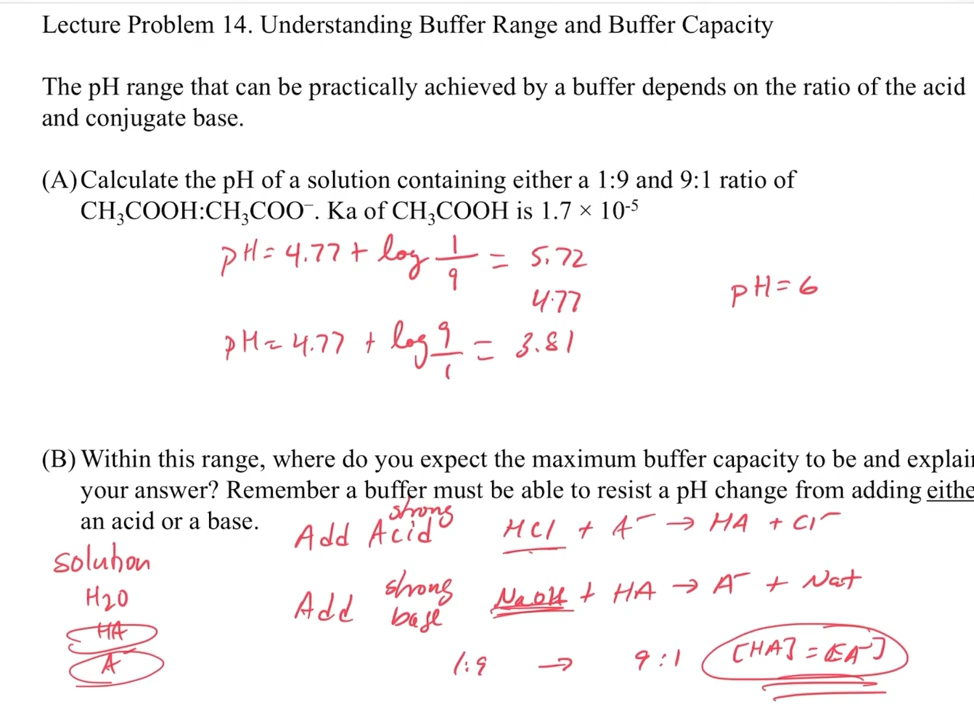 Lecture Problem 14. Understanding Buffer Range and Buffer Capacity
The pH range that can be practically achieved by a buffer depends on the ratio of the acid
and conjugate base.
(A) Calculate the pH of a solution containing either a 1:9 and 9:1 ratio of
CH₃COOH:CH₃COO⁻. Ka of CH₃COOH is 1.7 × 10⁻⁵
pH = 4.77 + log 1/9 = 5.72
4.77
pH = 6
pH = 4.77 + log 9/1 = 3.81
(B) Within this range, where do you expect the maximum buffer capacity to be and explai
your answer? Remember a buffer must be able to resist a pH change from adding eithe
an acid or a base.
Add strong Acid HCl + A⁻ → HA + Cl⁻
Solution
H2O
HA
A⁻
Add strong base NaOH + HA → A⁻ + Na+
1:9 → 9:1 [HA] = [A⁻]